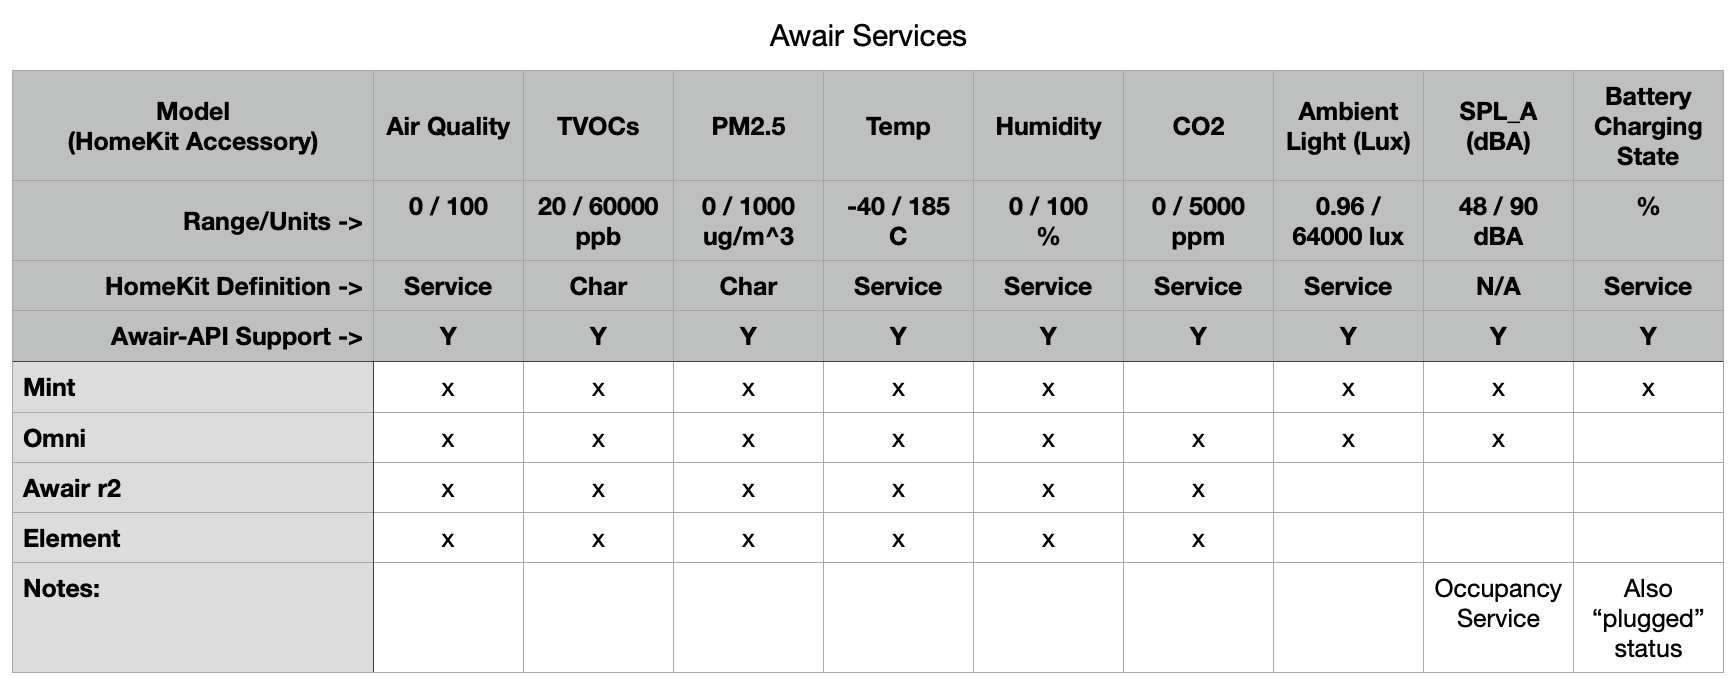 Awair Services
Model
(HomeKit Accessory)
Air Quality
TVOCs
PM2.5
Temp
Humidity
CO2
Ambient
Light (Lux)
SPL_A
(dBA)
Battery
Charging
State
Range/Units ->
0 / 100
20 / 60000
ppb
0 / 1000
ug/m^3
-40 / 185
C
0 / 100
%
0 / 5000
ppm
0.96 /
64000 lux
48 / 90
dBA
%
HomeKit Definition ->
Service
Char
Char
Service
Service
Service
Service
N/A
Service
Awair-API Support ->
Y
Y
Y
Y
Y
Y
Y
Y
Y
Mint
x
x
x
x
x
x
x
x
Omni
x
x
x
x
x
x
x
x
Awair r2
x
x
x
x
x
x
Element
x
x
x
x
x
x
Notes:
Occupancy
Service
Also
“plugged”
status